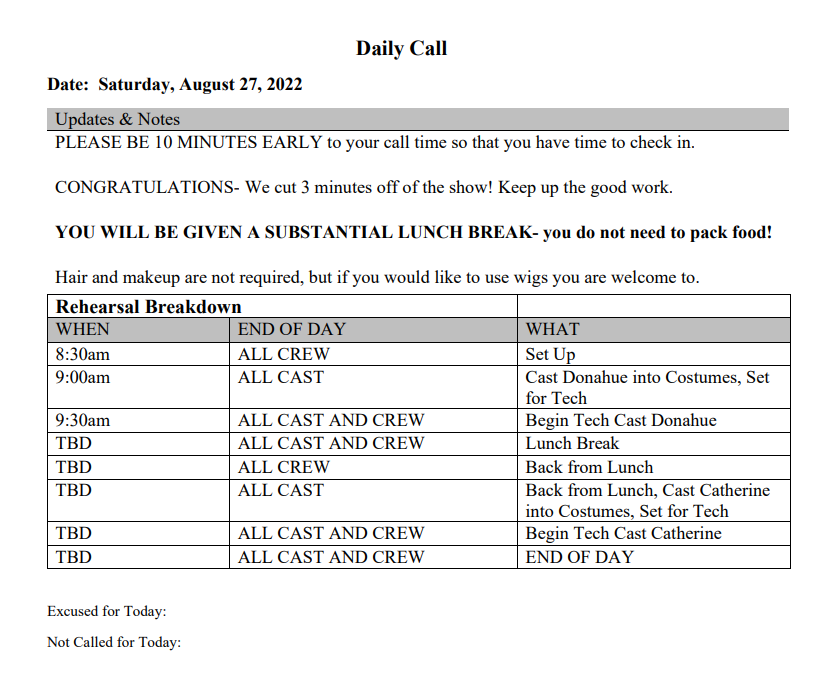 Daily Call
Date: Saturday, August 27, 2022
Updates & Notes
PLEASE BE 10 MINUTES EARLY to your call time so that you have time to check in.
CONGRATULATIONS- We cut 3 minutes off of the show! Keep up the good work.
YOU WILL BE GIVEN A SUBSTANTIAL LUNCH BREAK- you do not need to pack food!
Hair and makeup are not required, but if you would like to use wigs you are welcome to.
Rehearsal Breakdown
WHEN END OF DAY WHAT
8:30am ALL CREW Set Up
9:00am ALL CAST Cast Donahue into Costumes, Set
for Tech
9:30am ALL CAST AND CREW Begin Tech Cast Donahue
TBD ALL CAST AND CREW Lunch Break
TBD ALL CREW Back from Lunch
TBD ALL CAST Back from Lunch, Cast Catherine
into Costumes, Set for Tech
TBD ALL CAST AND CREW Begin Tech Cast Catherine
TBD ALL CAST AND CREW END OF DAY
Excused for Today:
Not Called for Today: